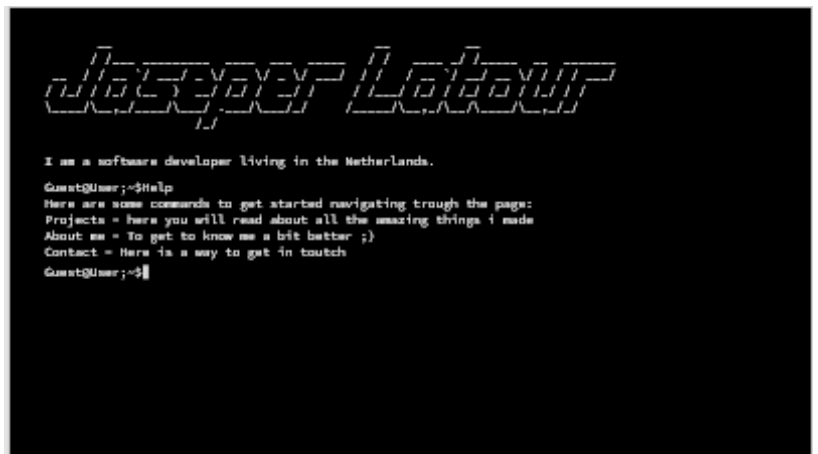 Jaseper Latour
I am a software developer living in the Netherlands.
Guest@User;~$Help
Here are some commands to get started navigating trough the page:
Projects - here you will read about all the amazing things i made
About me - To get to know me a bit better ;)
Contact - Here is a way to get in toutch
Guest@User;~$